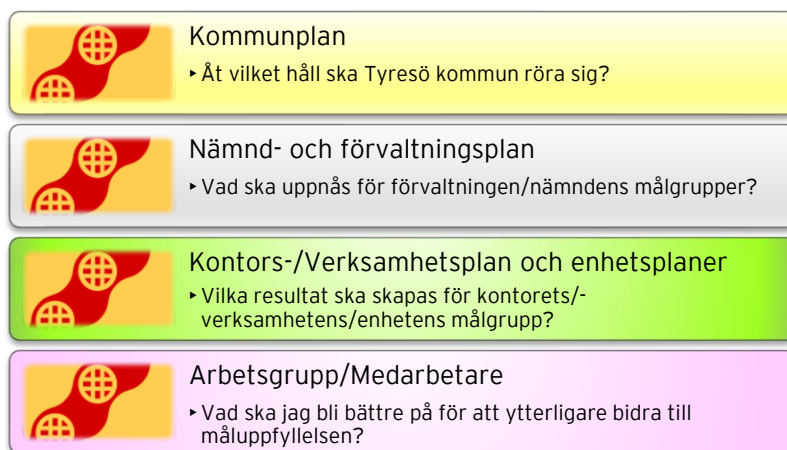 Kommunplan
‣ Åt vilket håll ska Tyresö kommun röra sig?
Nämnd- och förvaltningsplan
‣ Vad ska uppnås för förvaltningen/nämndens målgrupper?
Kontors-/Verksamhetsplan och enhetsplaner
‣ Vilka resultat ska skapas för kontorets/-
verksamhetens/enhetens målgrupp?
Arbetsgrupp/Medarbetare
‣ Vad ska jag bli bättre på för att ytterligare bidra till
måluppfyllelsen?